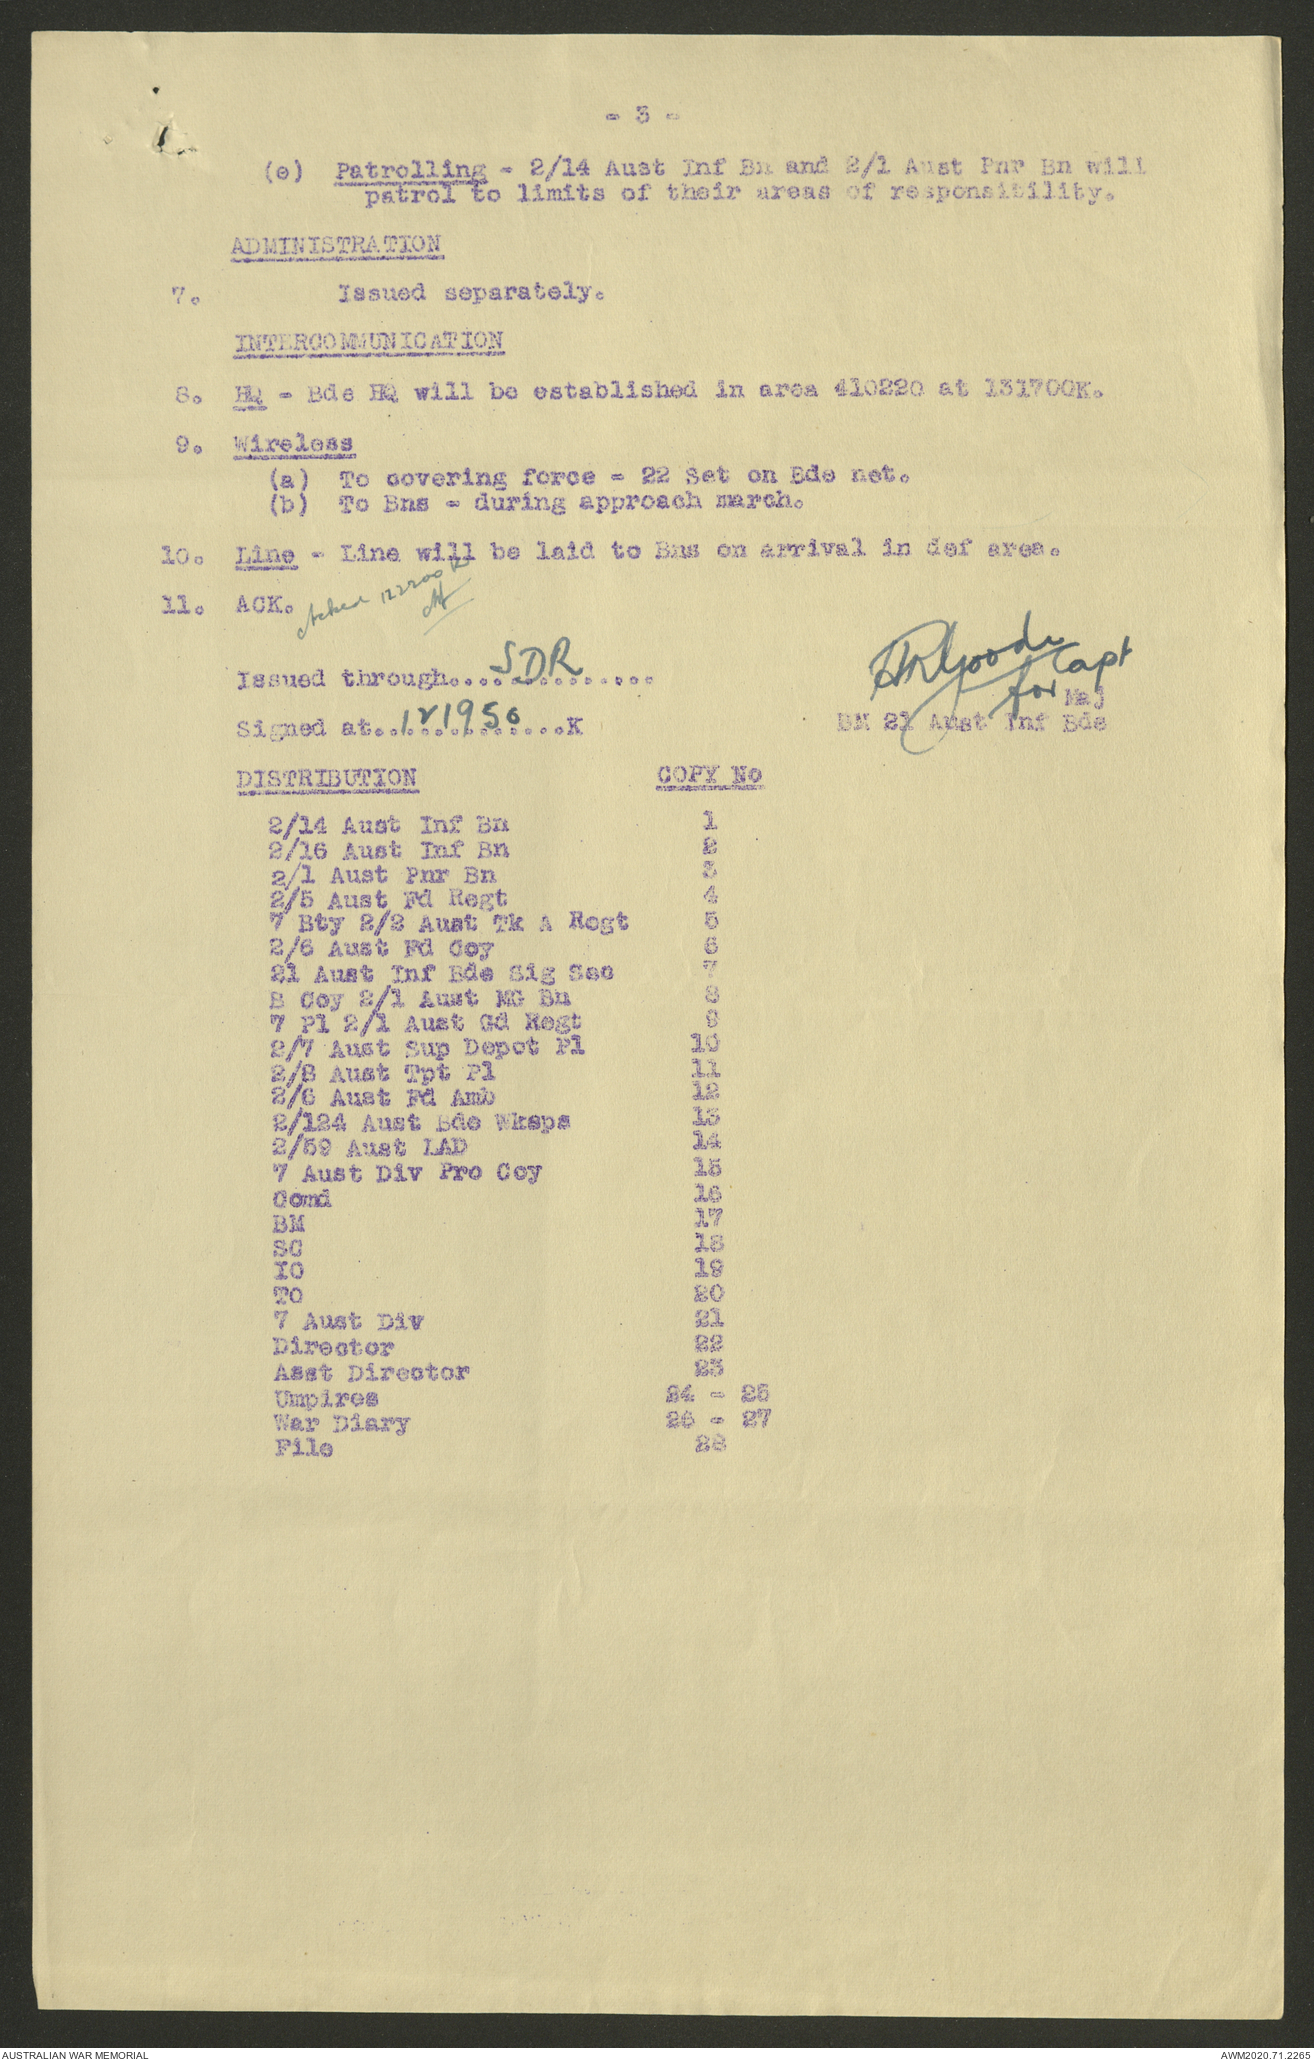 - 3 -
(e) Patrolling - 2/14 Aust Inf Bn and 2/1 Aust Pnr Bn will
patrol to limits of their areas of responsibility.
ADMINISTRATION
7. Issued separately.
INTERCOMMUNICATION
8. HQ - Bde HQ will be established in area 410220 at 131700K.
9. Wireless
(a) To covering force - 22 Set on Bde net.
(b) To Bns - during approach march.
10. Line - Line will be laid to Bns on arrival in def area.
11. ACK. Acked 122200K
Capt
Issued through....SDR..............
for Maj
Signed at..121950............K
BM 21 Aust Inf Bde
DISTRIBUTION COPY No
2/14 Aust Inf Bn 1
2/16 Aust Inf Bn 2
2/1 Aust Pnr Bn 3
2/5 Aust Fd Regt 4
7 Bty 2/2 Aust Tk A Regt 5
2/6 Aust Fd Coy 6
21 Aust Inf Bde Sig Sec 7
B Coy 2/1 Aust MG Bn 8
7 Pl 2/1 Aust Gd Regt 9
2/7 Aust Sup Depot Pl 10
2/8 Aust Tpt Pl 11
2/6 Aust Fd Amb 12
2/124 Aust Bde Wksps 13
2/59 Aust LAD 14
7 Aust Div Pro Coy 15
Comd 16
BM 17
SC 18
IO 19
TO 20
7 Aust Div 21
Director 22
Asst Director 23
Umpires 24 - 25
War Diary 26 - 27
File 28
AUSTRALIAN WAR MEMORIAL AWM2020.71.2265